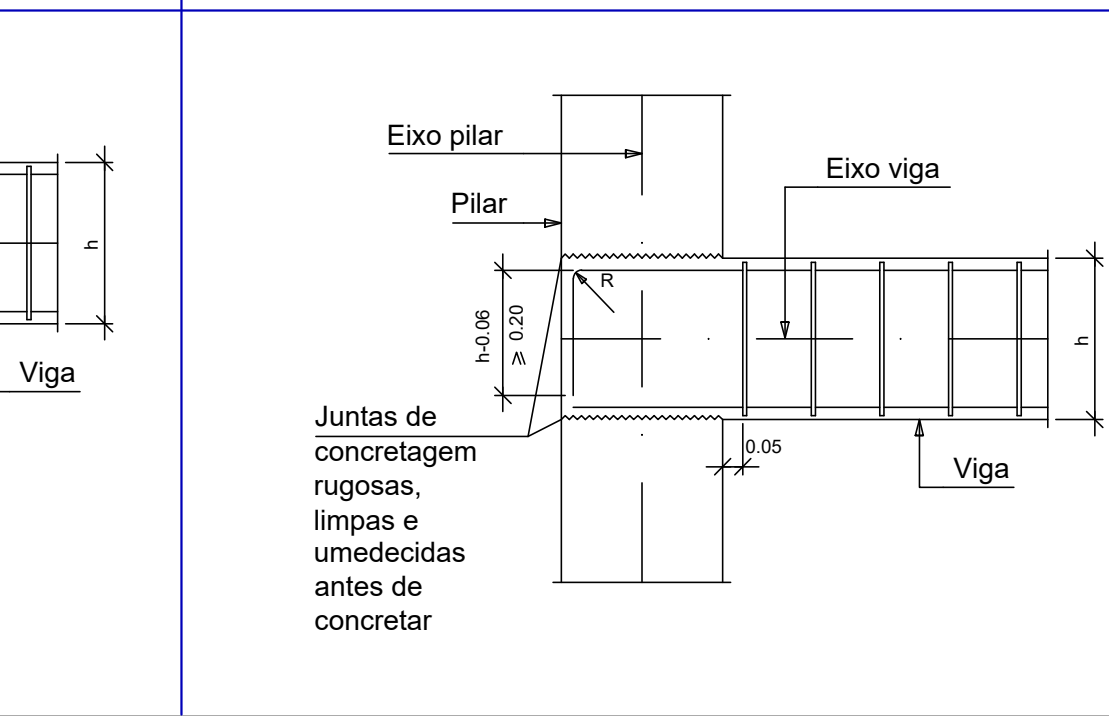 h
Viga
Eixo pilar
Eixo viga
Pilar
R
h-0.06
⩾ 0.20
h
Juntas de
concretagem
rugosas,
limpas e
umedecidas
antes de
concretar
0.05
Viga